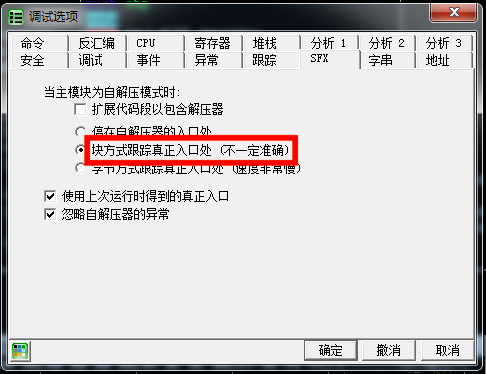 调试选项
命令 反汇编 CPU 寄存器 堆栈 分析 1 分析 2 分析 3
安全 调试 事件 异常 跟踪 SFX 字串 地址
当主模块为自解压模式时:
扩展代码段以包含解压器
停在自解压器的入口处
块方式跟踪真正入口处 (不一定准确)
字节方式跟踪真正入口处 (速度非常慢)
使用上次运行时得到的真正入口
忽略自解压器的异常
确定 撤消 取消